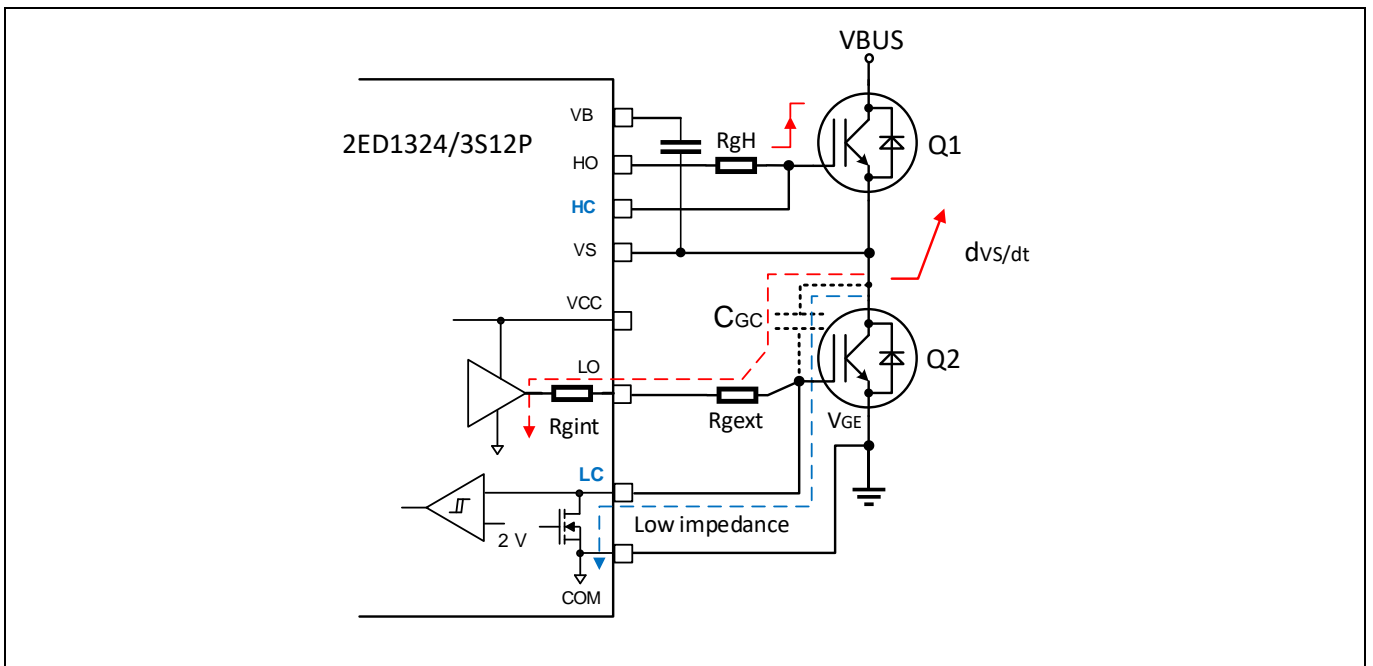 VBUS
2ED1324/3S12P
VB
HO
HC
VS
VCC
LO
LC
COM
RgH
Q1
dVS/dt
CGC
Q2
Rgint
Rgext
VGE
Low impedance
2 V